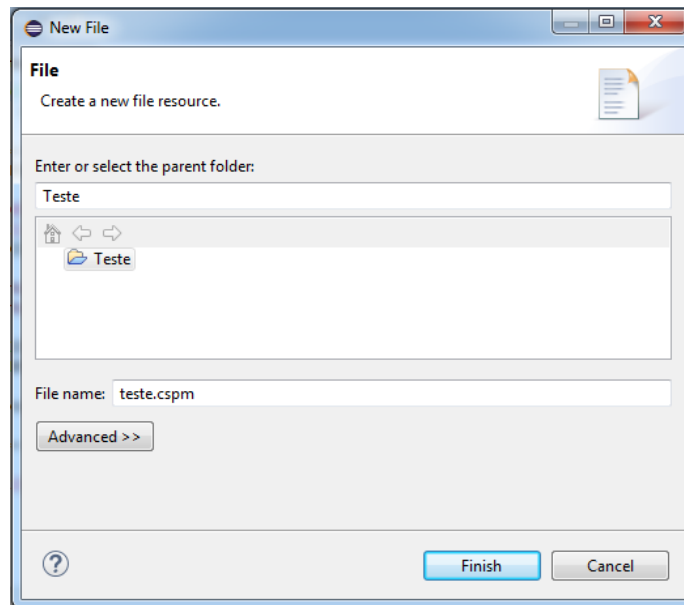 New File
File
Create a new file resource.
Enter or select the parent folder:
Teste
Teste
File name: teste.cspm
Advanced >>
Finish Cancel